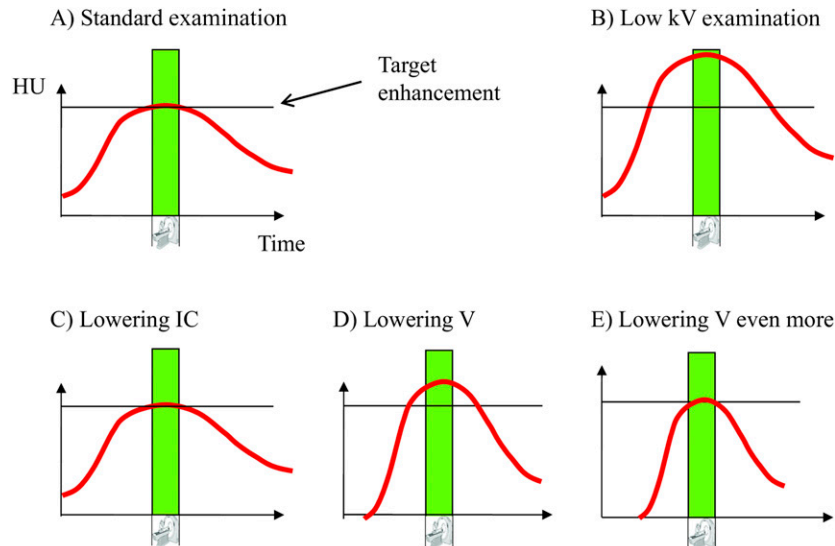 A) Standard examination
B) Low kV examination
HU
Target
enhancement
Time
C) Lowering IC
D) Lowering V
E) Lowering V even more